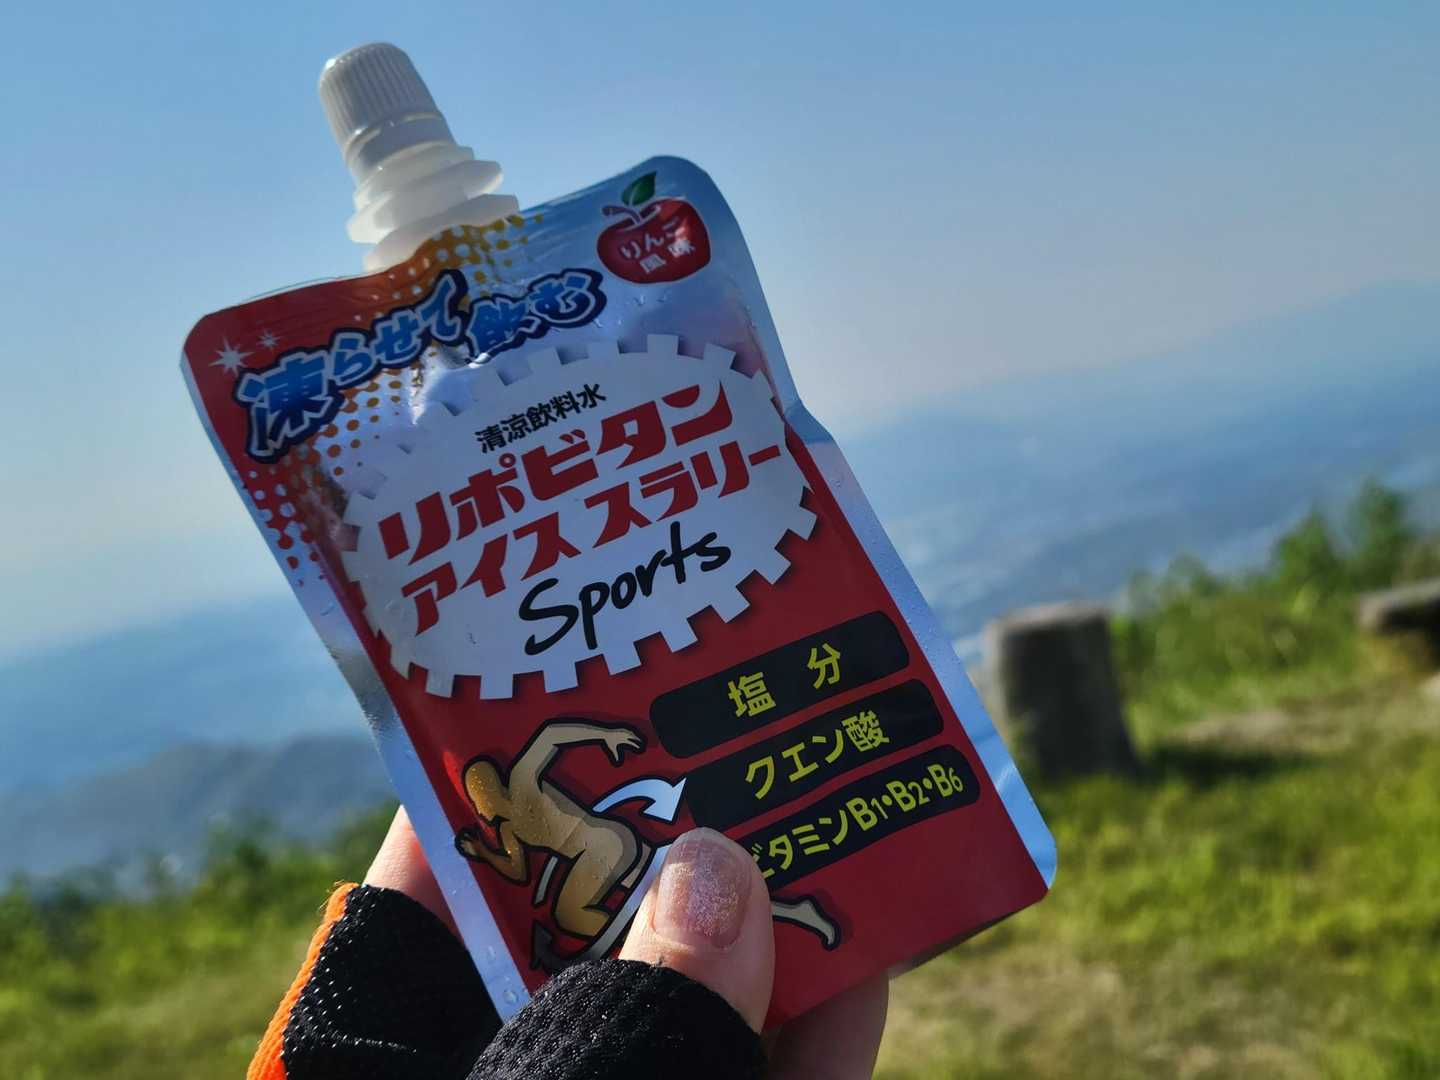 りんご
風味
凍らせて飲む
清涼飲料水
リポビタン
アイススラリー
Sports
塩分
クエン酸
ビタミンB1・B2・B6